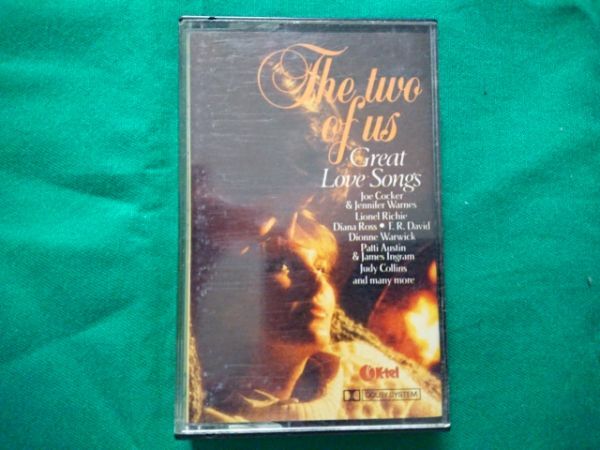 The two
of us
Great
Love Songs
Joe Cocker
& Jennifer Warnes
Lionel Richie
Diana Ross • F. R. David
Dionne Warwick
Patti Austin
& James Ingram
Judy Collins
and many more
K-tel
DOLBY SYSTEM